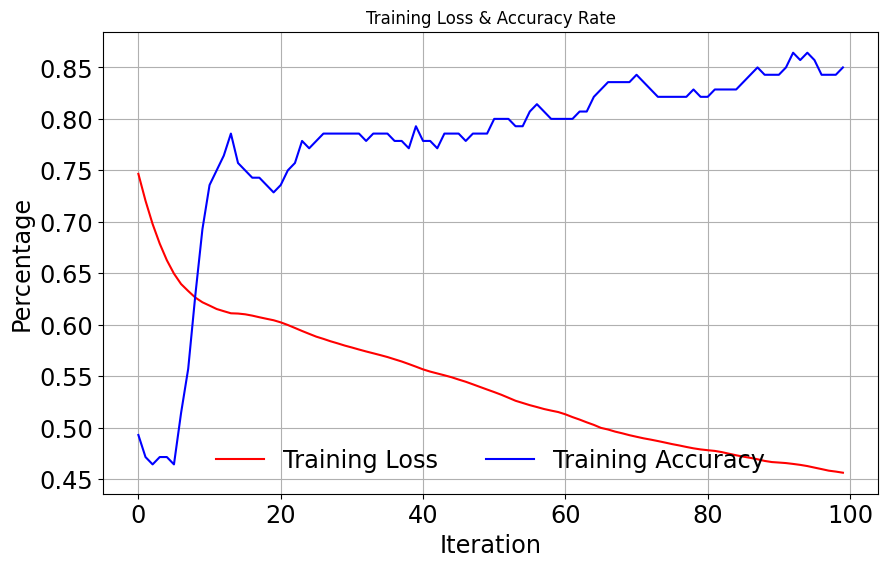 Training Loss & Accuracy Rate
Percentage
0.85
0.80
0.75
0.70
0.65
0.60
0.55
0.50
0.45
Training Loss Training Accuracy
0 20 40 60 80 100
Iteration